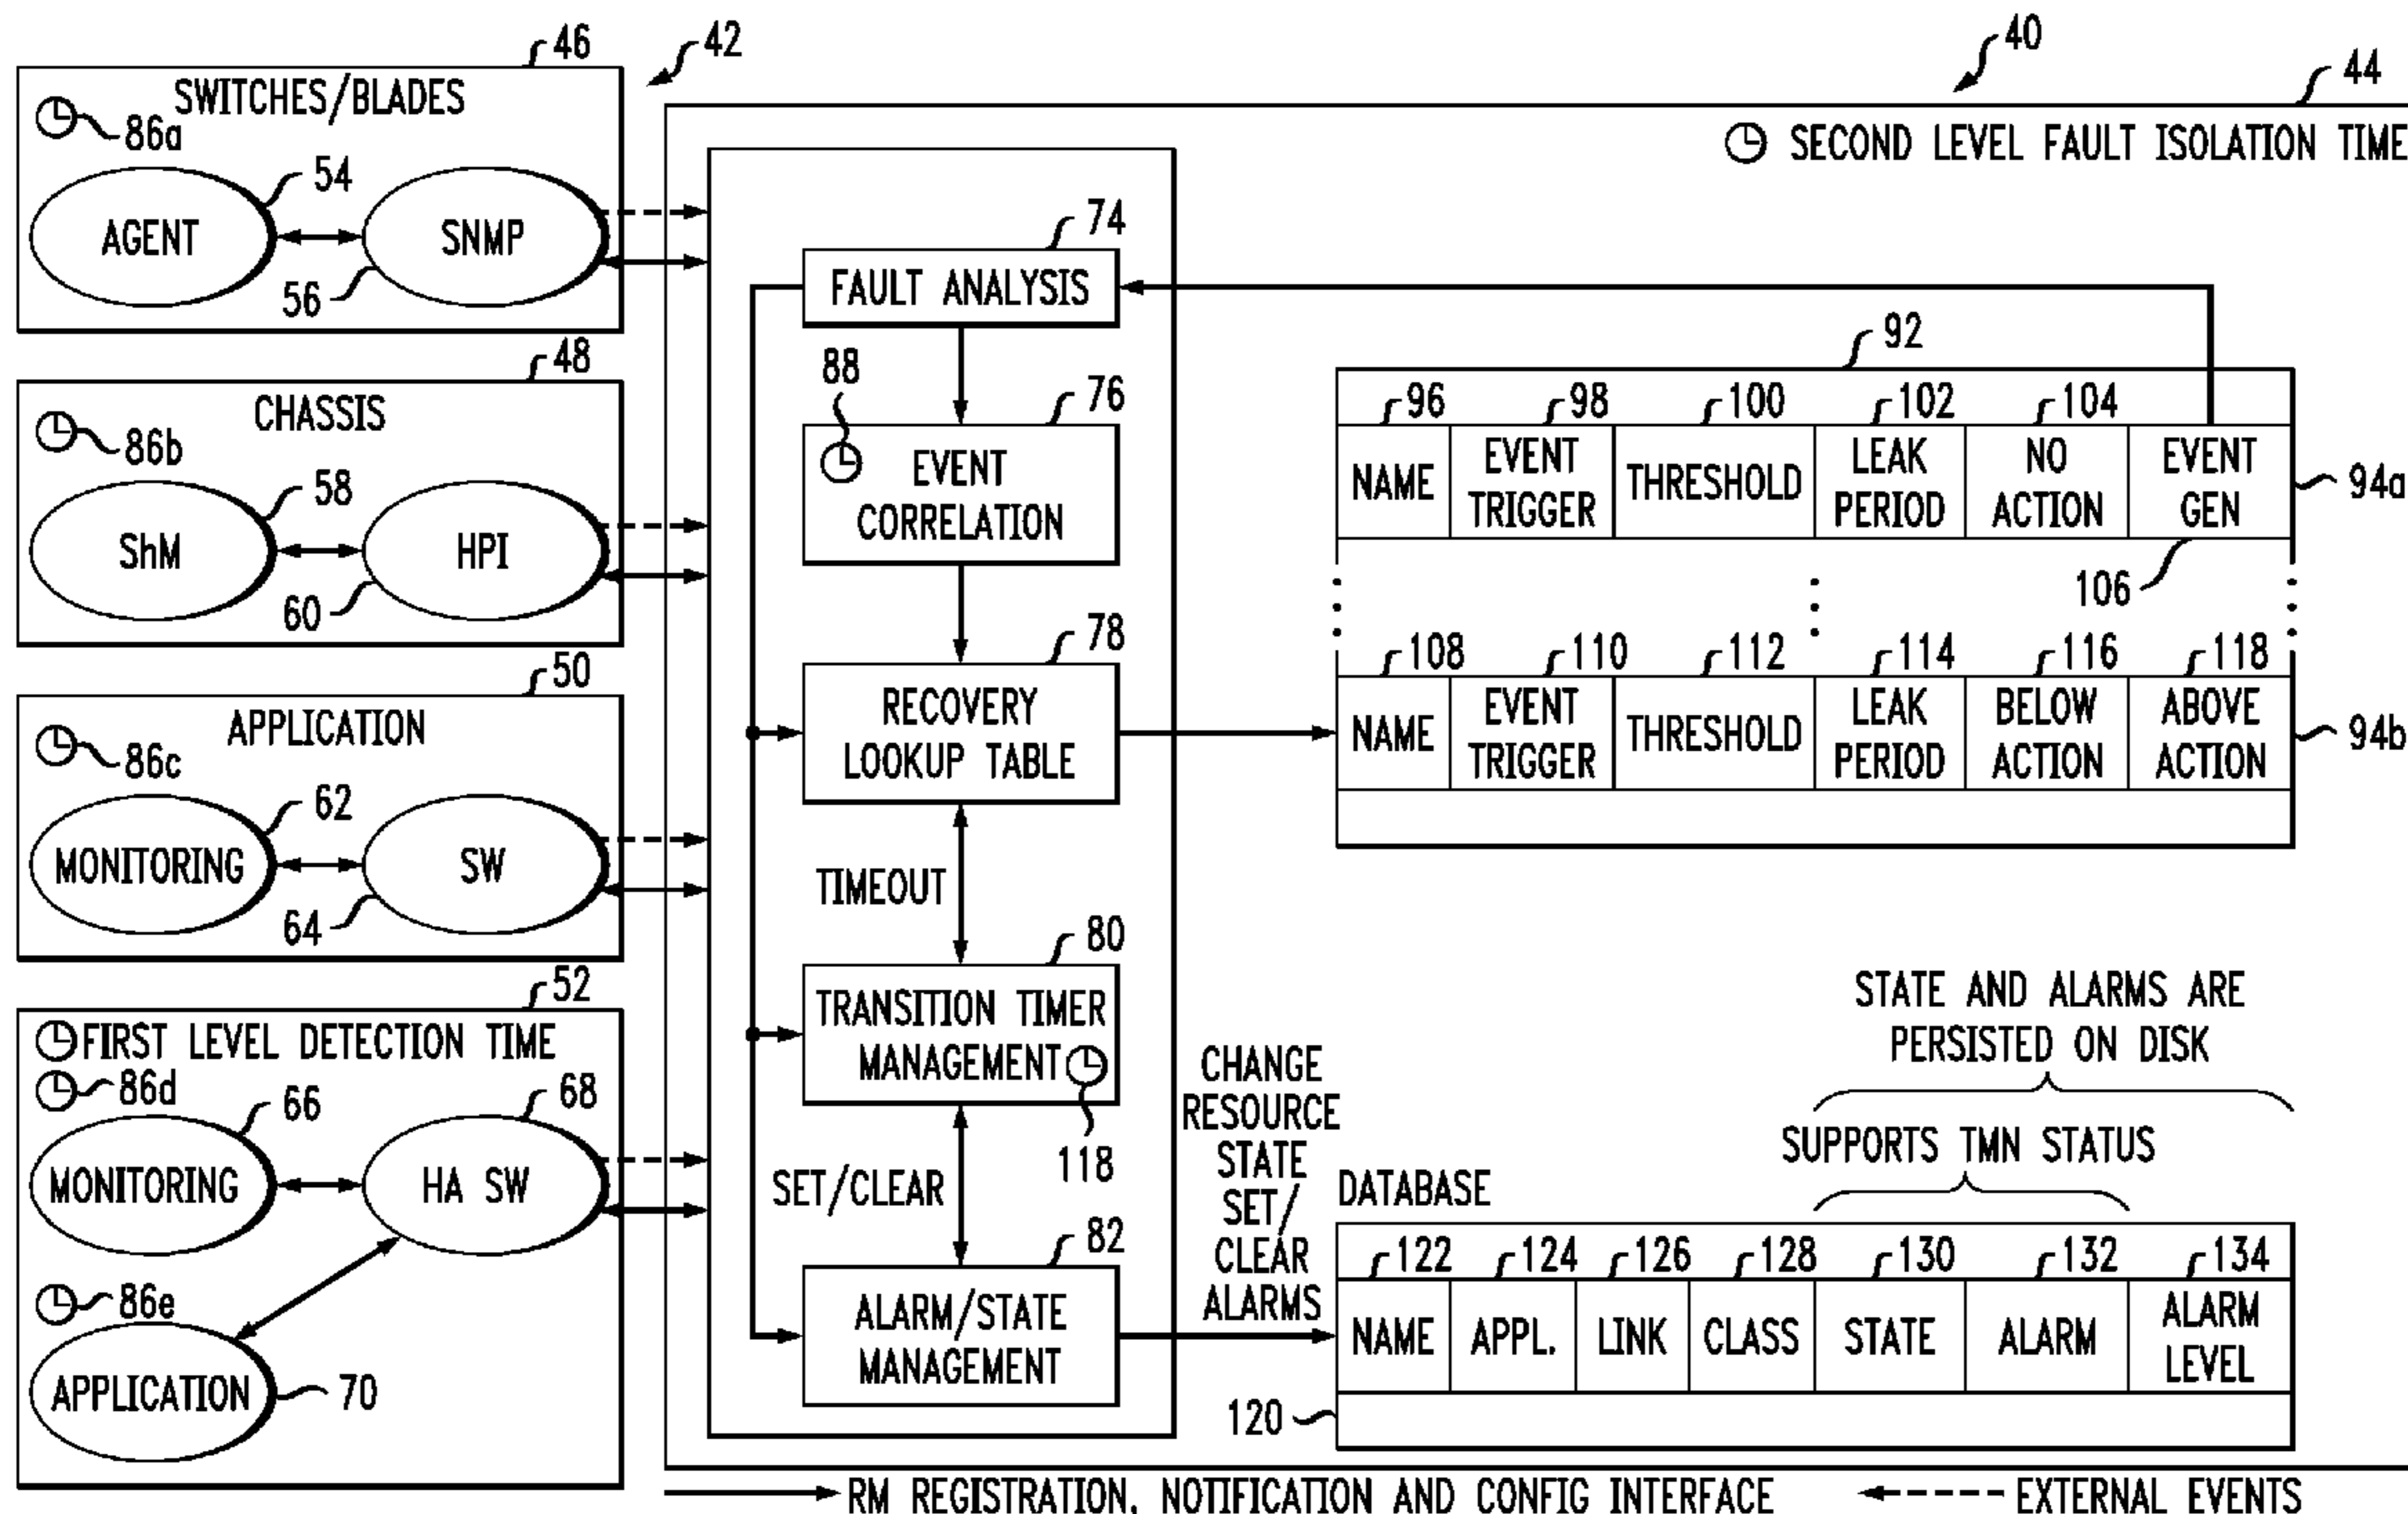 46
42
40
44
SWITCHES/BLADES
86a
54
AGENT
SNMP
56
48
CHASSIS
86b
58
ShM
HPI
60
50
APPLICATION
86c
62
MONITORING
SW
64
52
FIRST LEVEL DETECTION TIME
86d
66
68
MONITORING
HA SW
86e
APPLICATION
70
SECOND LEVEL FAULT ISOLATION TIME
74
FAULT ANALYSIS
88
76
EVENT
CORRELATION
78
RECOVERY
LOOKUP TABLE
TIMEOUT
80
TRANSITION TIMER
MANAGEMENT
118
SET/CLEAR
82
ALARM/STATE
MANAGEMENT
92
96 98 100 102 104
NAME
EVENT
TRIGGER
THRESHOLD
LEAK
PERIOD
NO
ACTION
EVENT
GEN
94a
106
108 110 112 114 116 118
NAME
EVENT
TRIGGER
THRESHOLD
LEAK
PERIOD
BELOW
ACTION
ABOVE
ACTION
94b
CHANGE
RESOURCE
STATE
SET/
CLEAR
ALARMS
STATE AND ALARMS ARE
PERSISTED ON DISK
SUPPORTS TMN STATUS
DATABASE
122 124 126 128 130 132 134
NAME
APPL.
LINK
CLASS
STATE
ALARM
ALARM
LEVEL
120
RM REGISTRATION, NOTIFICATION AND CONFIG INTERFACE
EXTERNAL EVENTS